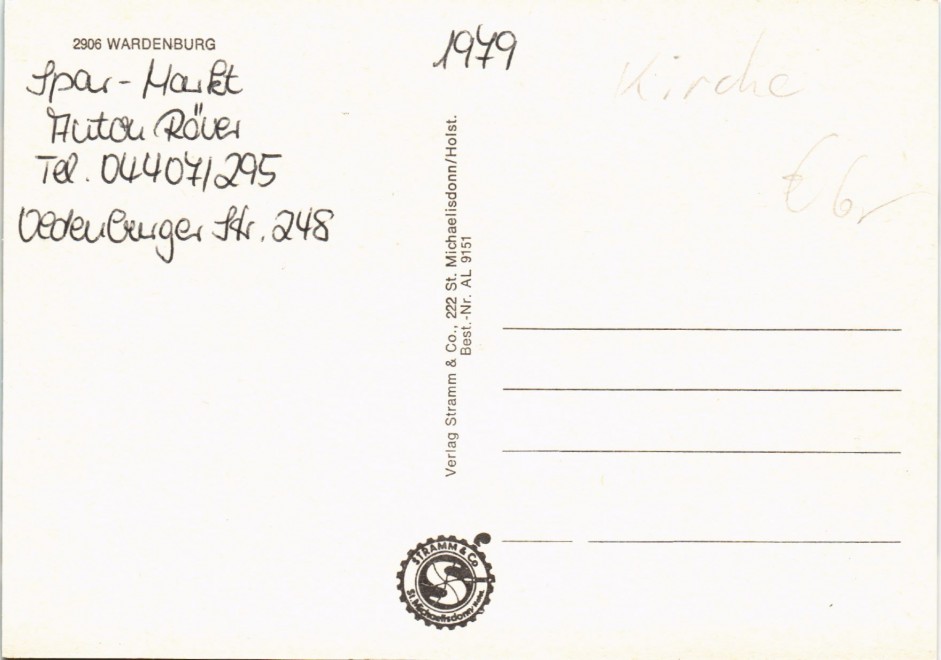 2906 WARDENBURG
Spar-Markt
Anton Röver
Tel. 04407/295
Oldenburger Str. 248
1979
Kirche
Verlag Stramm & Co., 222 St. Michaelisdonn/Holst.
Best.-Nr. AL 9151
STRAMM & Co
St. Michaelisdonn/Holst.